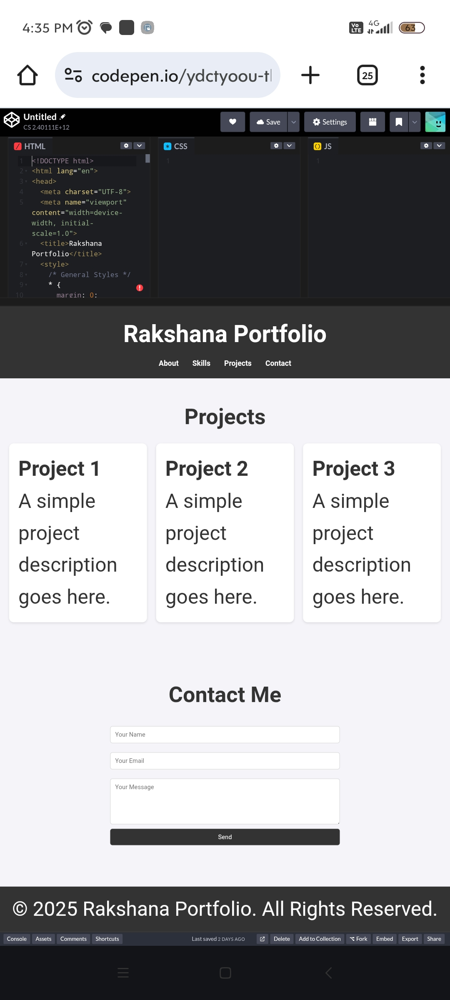 4:35 PM
Vo LTE 4G 63
codepen.io/ydctyoou-t
25
Untitled
CS 2.40111E+12
Save
Settings
HTML
CSS
JS
1 <!DOCTYPE html>
2 <html lang="en">
3 <head>
4 <meta charset="UTF-8">
5 <meta name="viewport"
content="width=device-
width, initial-
scale=1.0">
6 <title>Rakshana
Portfolio</title>
7 <style>
8 /* General Styles */
9 * {
10 margin: 0;
1
1
Rakshana Portfolio
About Skills Projects Contact
Projects
Project 1
A simple
project
description
goes here.
Project 2
A simple
project
description
goes here.
Project 3
A simple
project
description
goes here.
Contact Me
Your Name
Your Email
Your Message
Send
© 2025 Rakshana Portfolio. All Rights Reserved.
Console Assets Comments Shortcuts Last saved 2 DAYS AGO Delete Add to Collection Fork Embed Export Share